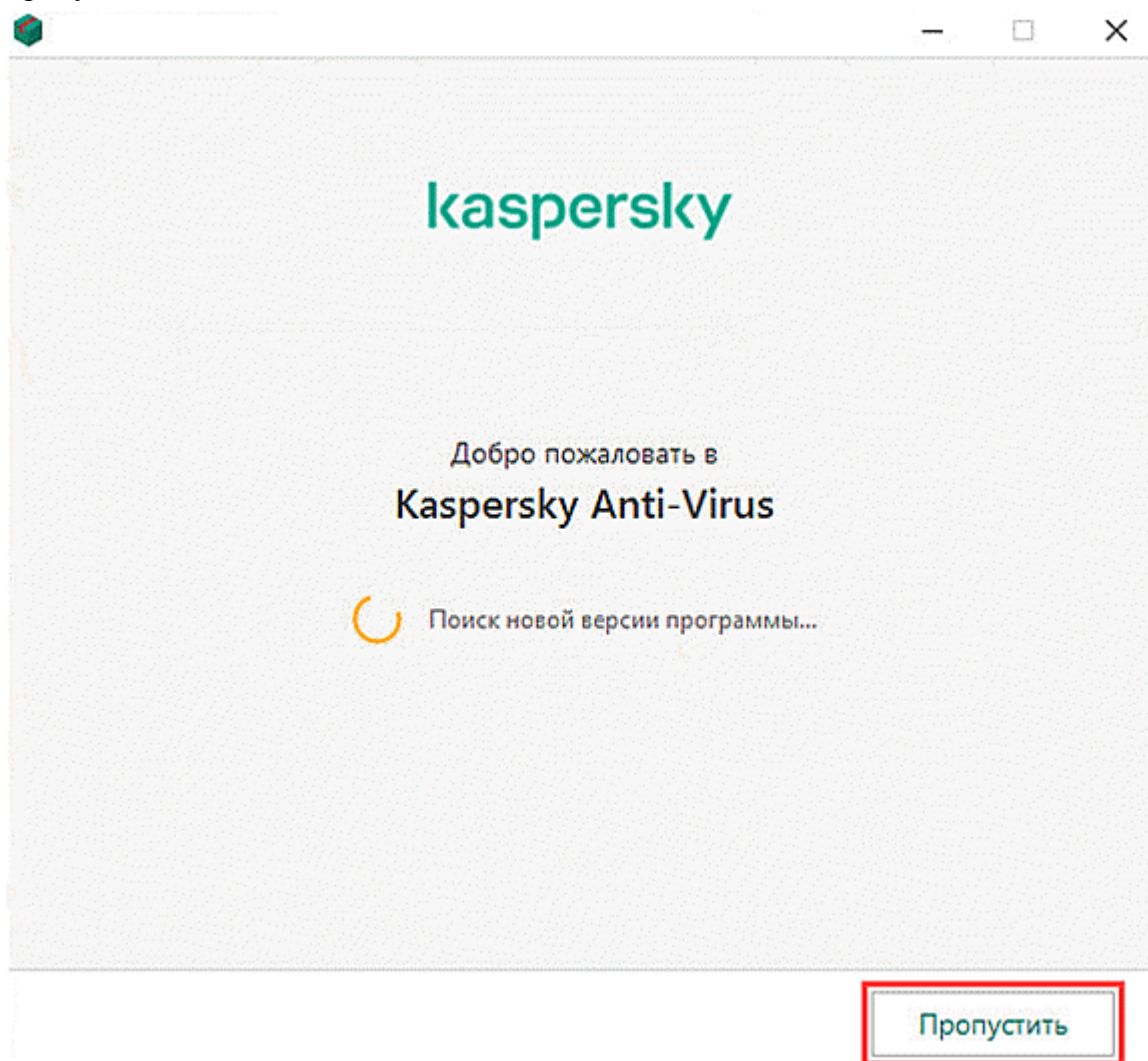 kaspersky
Добро пожаловать в
Kaspersky Anti-Virus
Поиск новой версии программы...
Пропустить